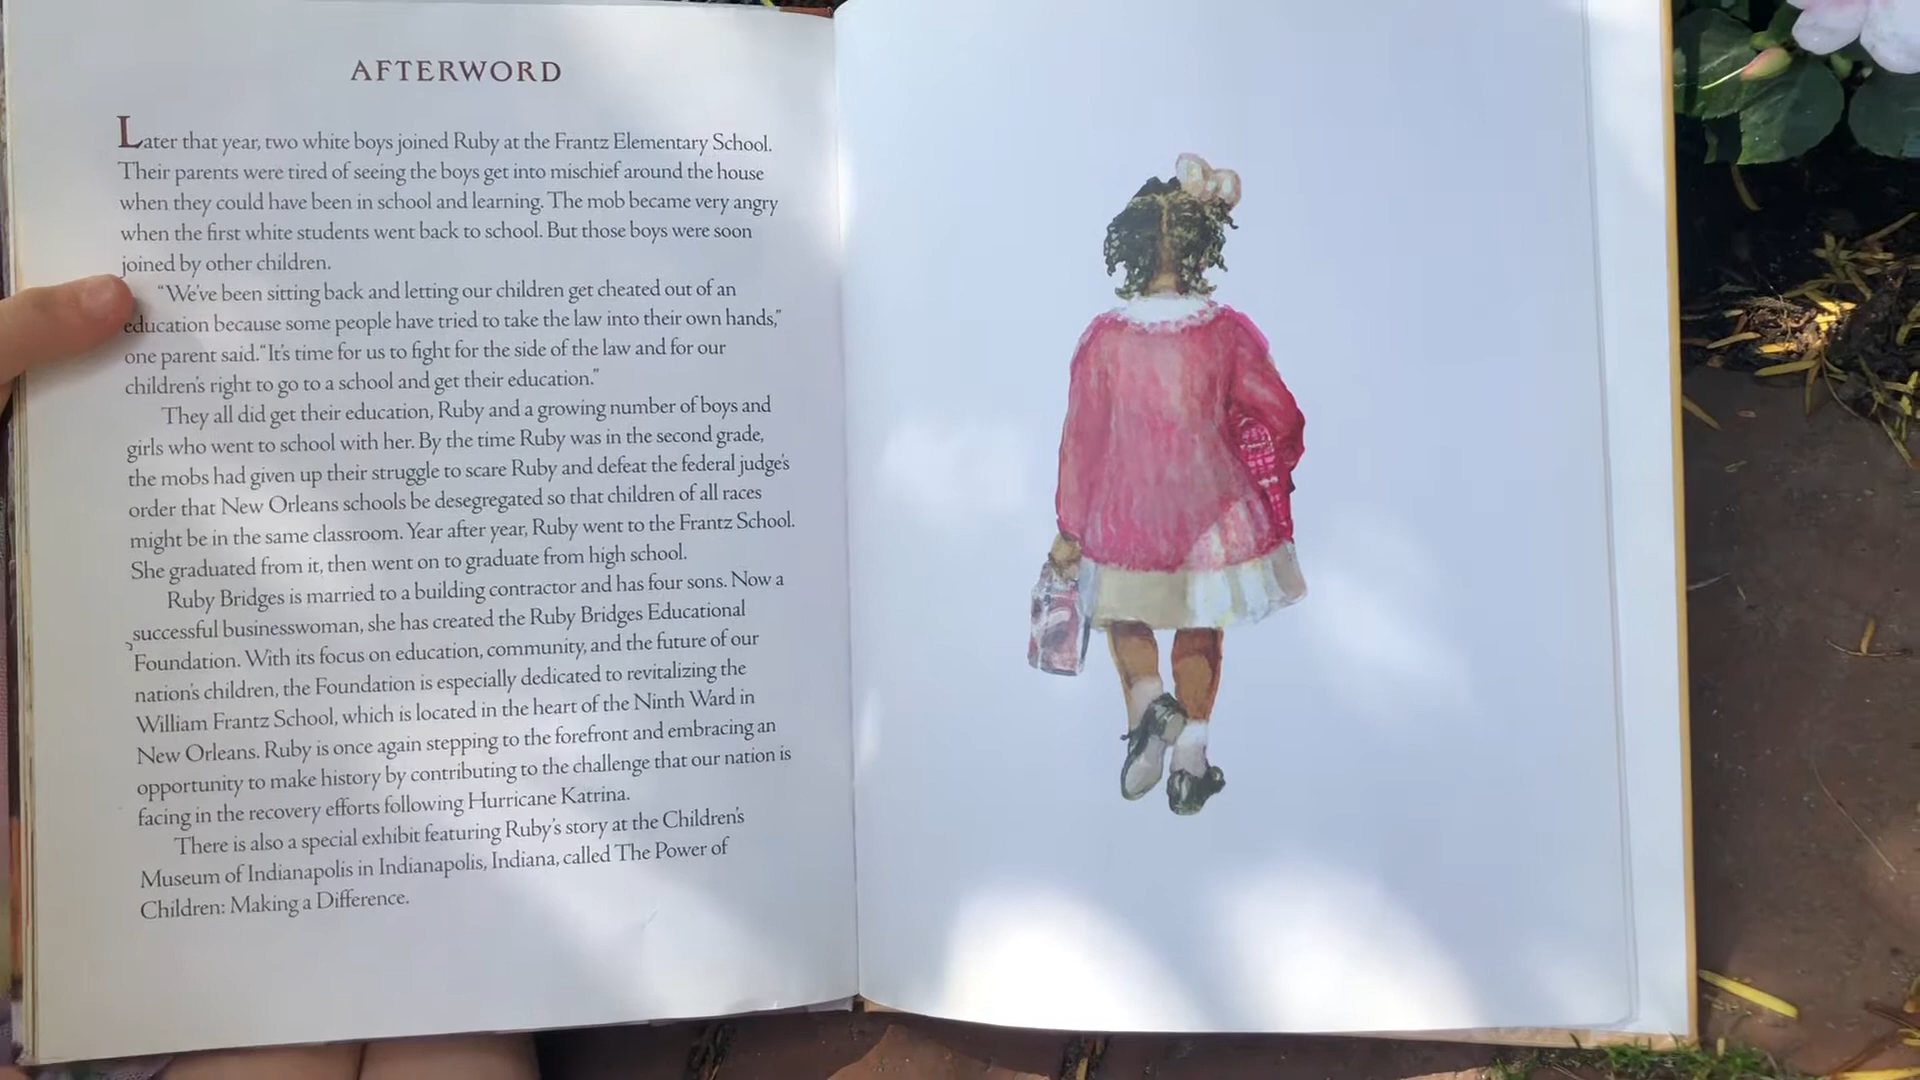 AFTERWORD
Later that year, two white boys joined Ruby at the Frantz Elementary School.
Their parents were tired of seeing the boys get into mischief around the house
when they could have been in school and learning. The mob became very angry
when the first white students went back to school. But those boys were soon
joined by other children.
“We’ve been sitting back and letting our children get cheated out of an
education because some people have tried to take the law into their own hands,”
one parent said. “It’s time for us to fight for the side of the law and for our
children’s right to go to a school and get their education.”
They all did get their education, Ruby and a growing number of boys and
girls who went to school with her. By the time Ruby was in the second grade,
the mobs had given up their struggle to scare Ruby and defeat the federal judge’s
order that New Orleans schools be desegregated so that children of all races
might be in the same classroom. Year after year, Ruby went to the Frantz School.
She graduated from it, then went on to graduate from high school.
Ruby Bridges is married to a building contractor and has four sons. Now a
successful businesswoman, she has created the Ruby Bridges Educational
Foundation. With its focus on education, community, and the future of our
nation’s children, the Foundation is especially dedicated to revitalizing the
William Frantz School, which is located in the heart of the Ninth Ward in
New Orleans. Ruby is once again stepping to the forefront and embracing an
opportunity to make history by contributing to the challenge that our nation is
facing in the recovery efforts following Hurricane Katrina.
There is also a special exhibit featuring Ruby’s story at the Children’s
Museum of Indianapolis in Indianapolis, Indiana, called The Power of
Children: Making a Difference.